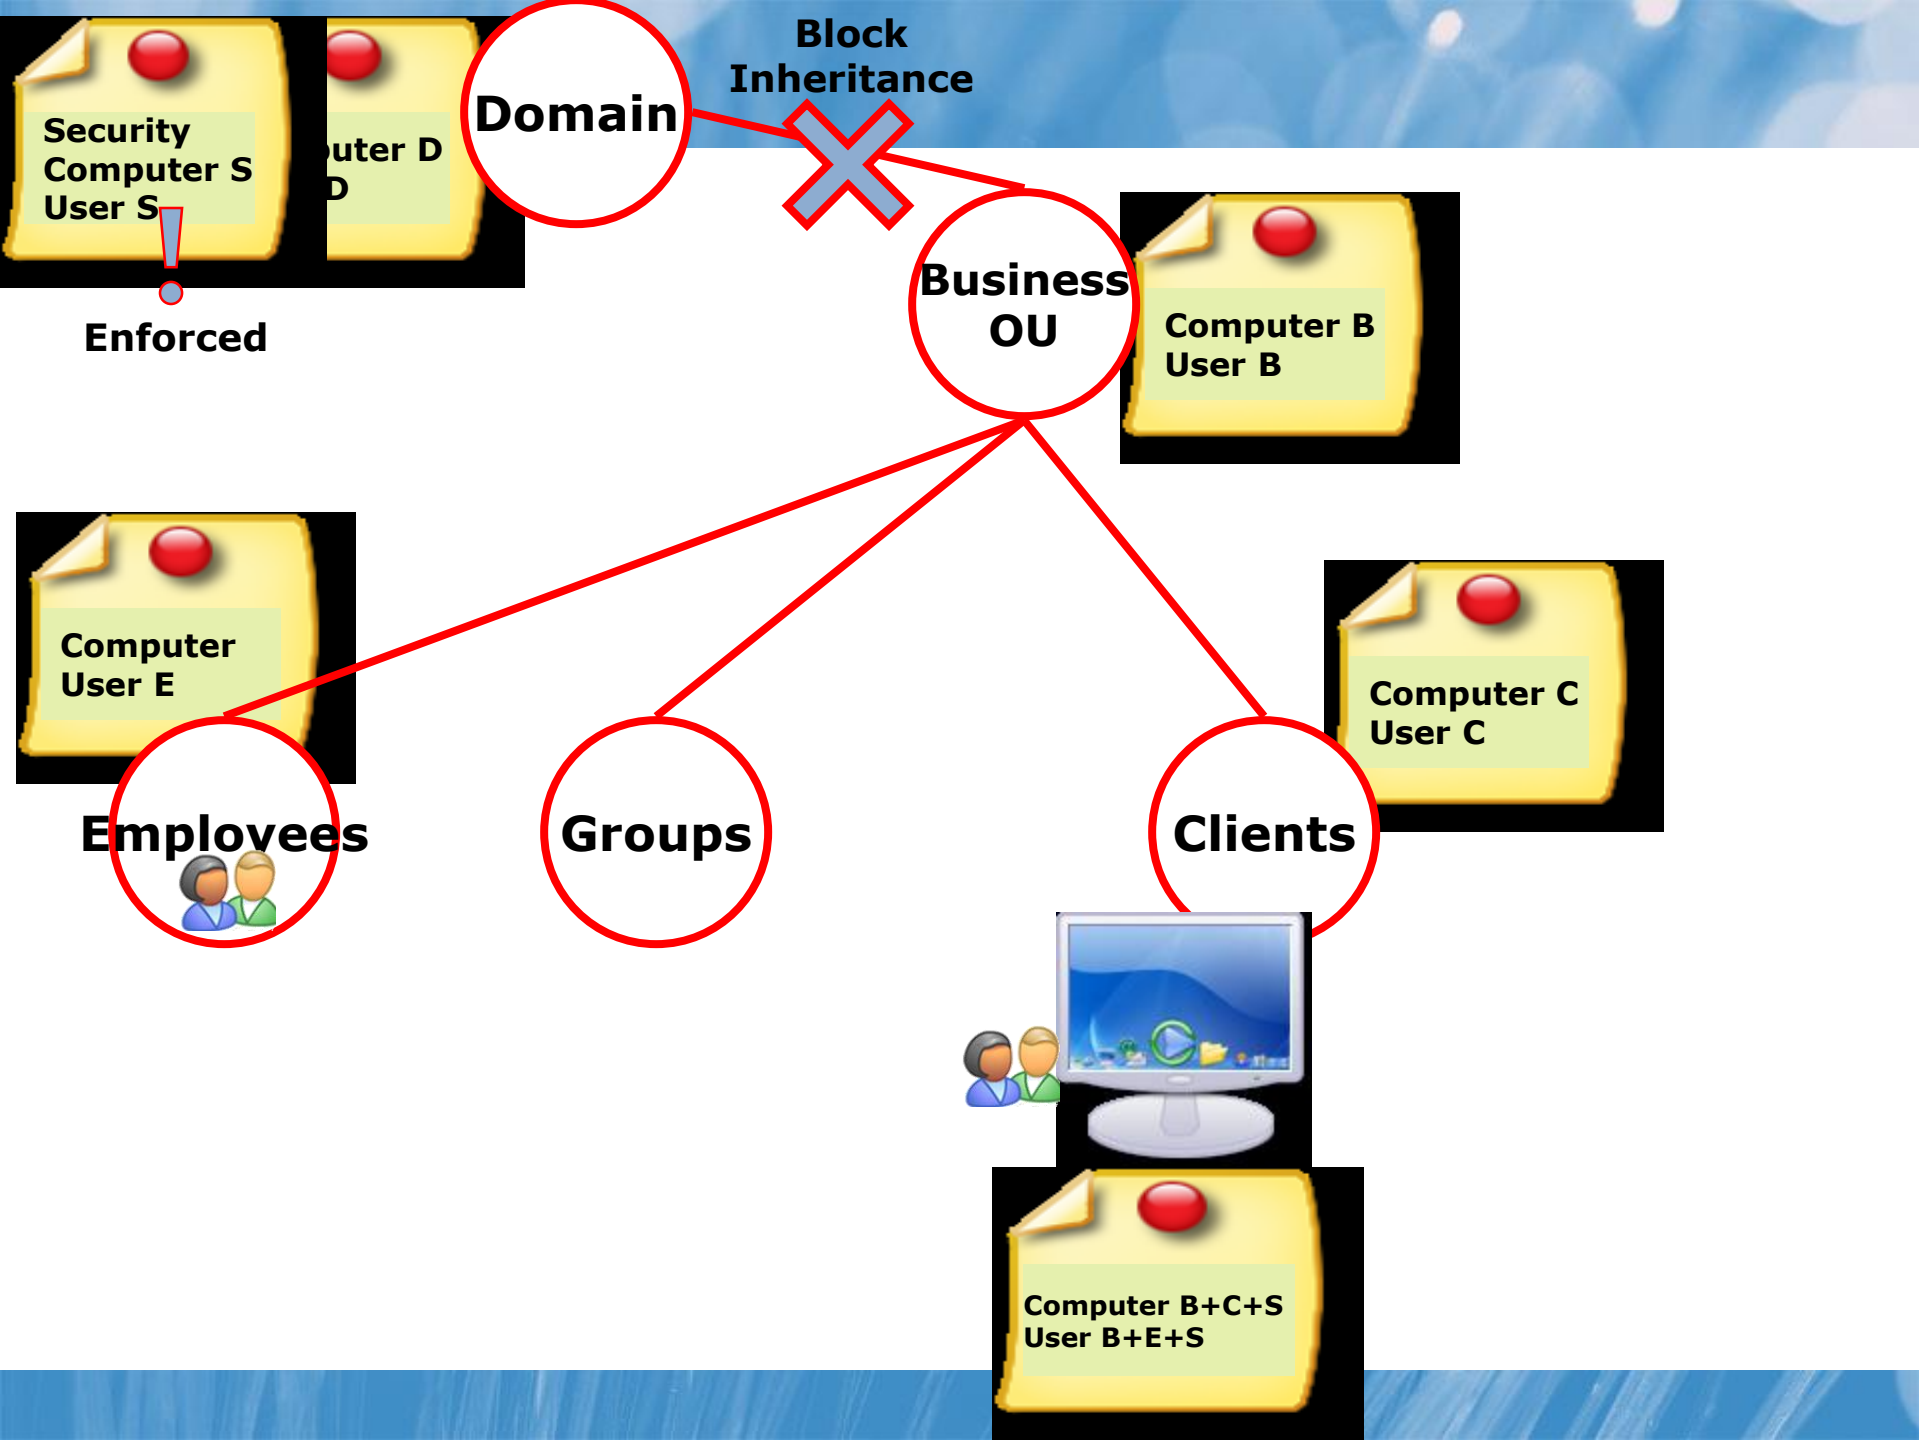 Block
Inheritance
Domain
Security
Computer S
User S
D
D
Enforced
Business
OU
Computer B
User B
Computer
User E
Computer C
User C
Employees
Groups
Clients
Computer B+C+S
User B+E+S